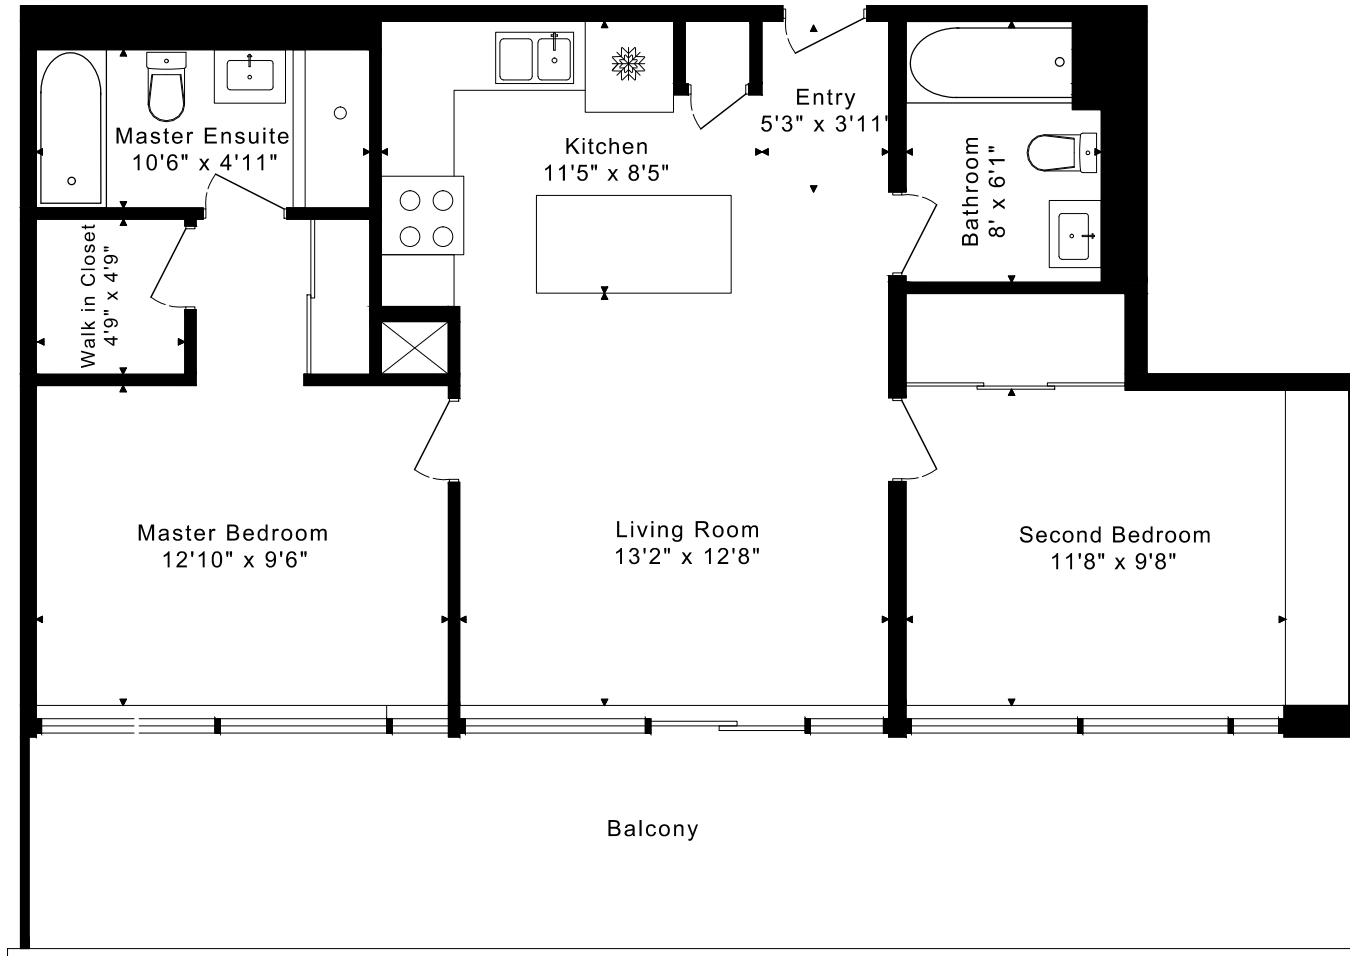 Master Ensuite
10'6" x 4'11"
Kitchen
11'5" x 8'5"
Entry
5'3" x 3'11'
Bathroom
8' x 6'1"
Walk in Closet
4'9" x 4'9"
Master Bedroom
12'10" x 9'6"
Living Room
13'2" x 12'8"
Second Bedroom
11'8" x 9'8"
Balcony